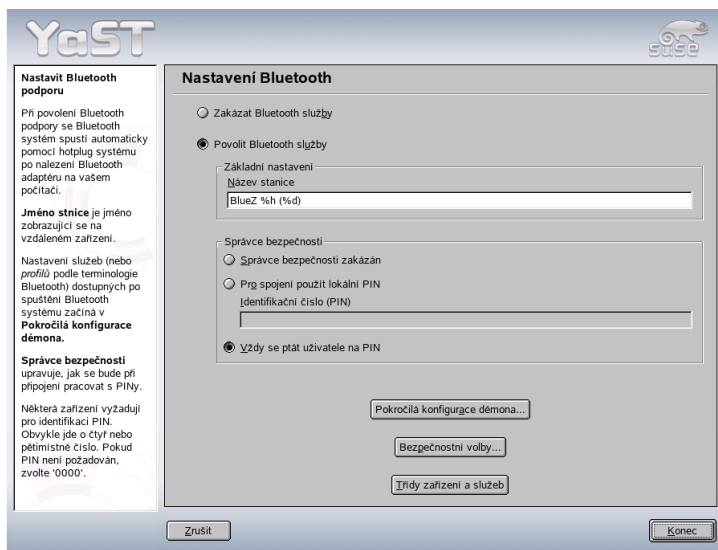 YaST
SUSE
Nastavit Bluetooth
podporu
Při povolení Bluetooth
podpory se Bluetooth
systém spustí automaticky
pomocí hotplug systému
po nalezení Bluetooth
adaptéru na vašem
počítači.
Jméno stnice je jméno
zobrazující se na
vzdáleném zařízení.
Nastavení služeb (nebo
profilů podle terminologie
Bluetooth) dostupných po
spuštění Bluetooth
systému začíná v
Pokročilá konfigurace
démona.
Správce bezpečnosti
upravuje, jak se bude při
připojení pracovat s PINy.
Některá zařízení vyžadují
pro identifikaci PIN.
Obvykle jde o čtyř nebo
pětimístné číslo. Pokud
PIN není požadován,
zvolte '0000'.
Nastavení Bluetooth
Zakázat Bluetooth služby
Povolit Bluetooth služby
Základní nastavení
Název stanice
BlueZ %h (%d)
Správce bezpečnosti
Správce bezpečnosti zakázán
Pro spojení použít lokální PIN
Identifikační číslo (PIN)
Vždy se ptát uživatele na PIN
Pokročilá konfigurace démona...
Bezpečnostní volby...
Třídy zařízení a služeb
Zrušit
Konec